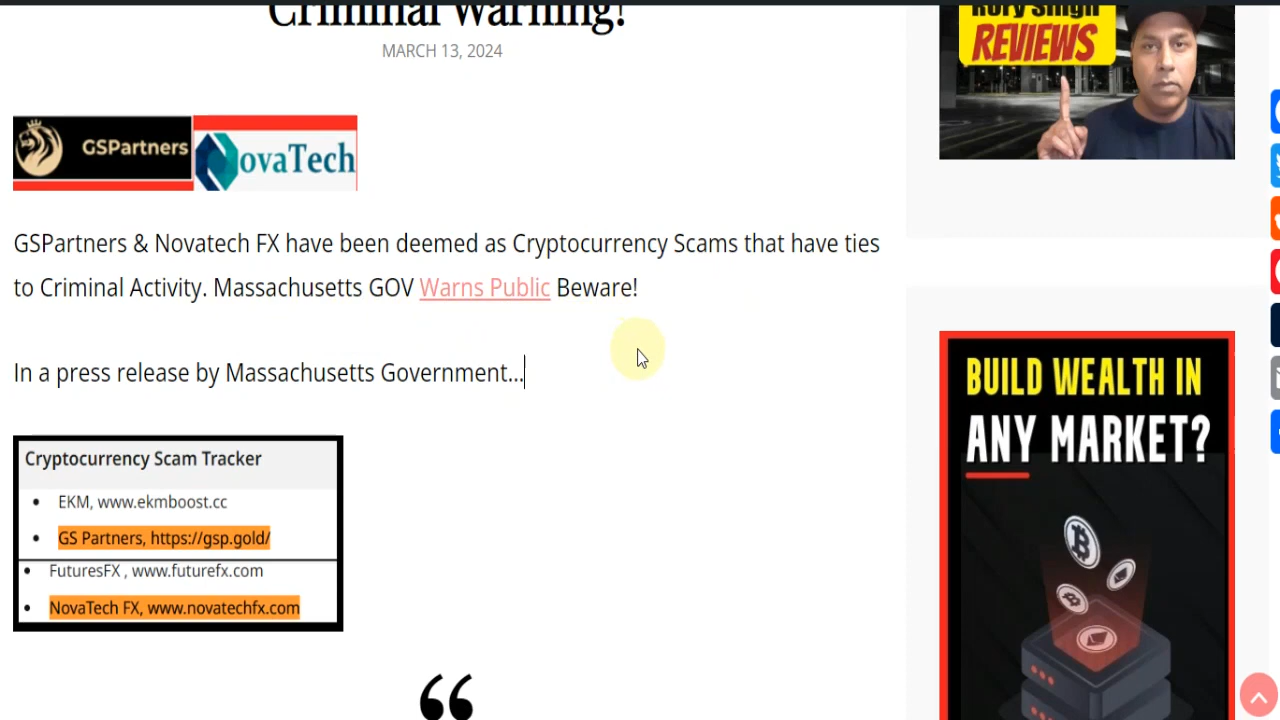 Criminal Warning!
MARCH 13, 2024
GSPartners
NovaTech
GSPartners & Novatech FX have been deemed as Cryptocurrency Scams that have ties
to Criminal Activity. Massachusetts GOV Warns Public Beware!
In a press release by Massachusetts Government...
Cryptocurrency Scam Tracker
• EKM, www.ekmboost.cc
• GS Partners, https://gsp.gold/
• FuturesFX , www.futurefx.com
• NovaTech FX, www.novatechfx.com
“
Rory Singh
REVIEWS
BUILD WEALTH IN
ANY MARKET?